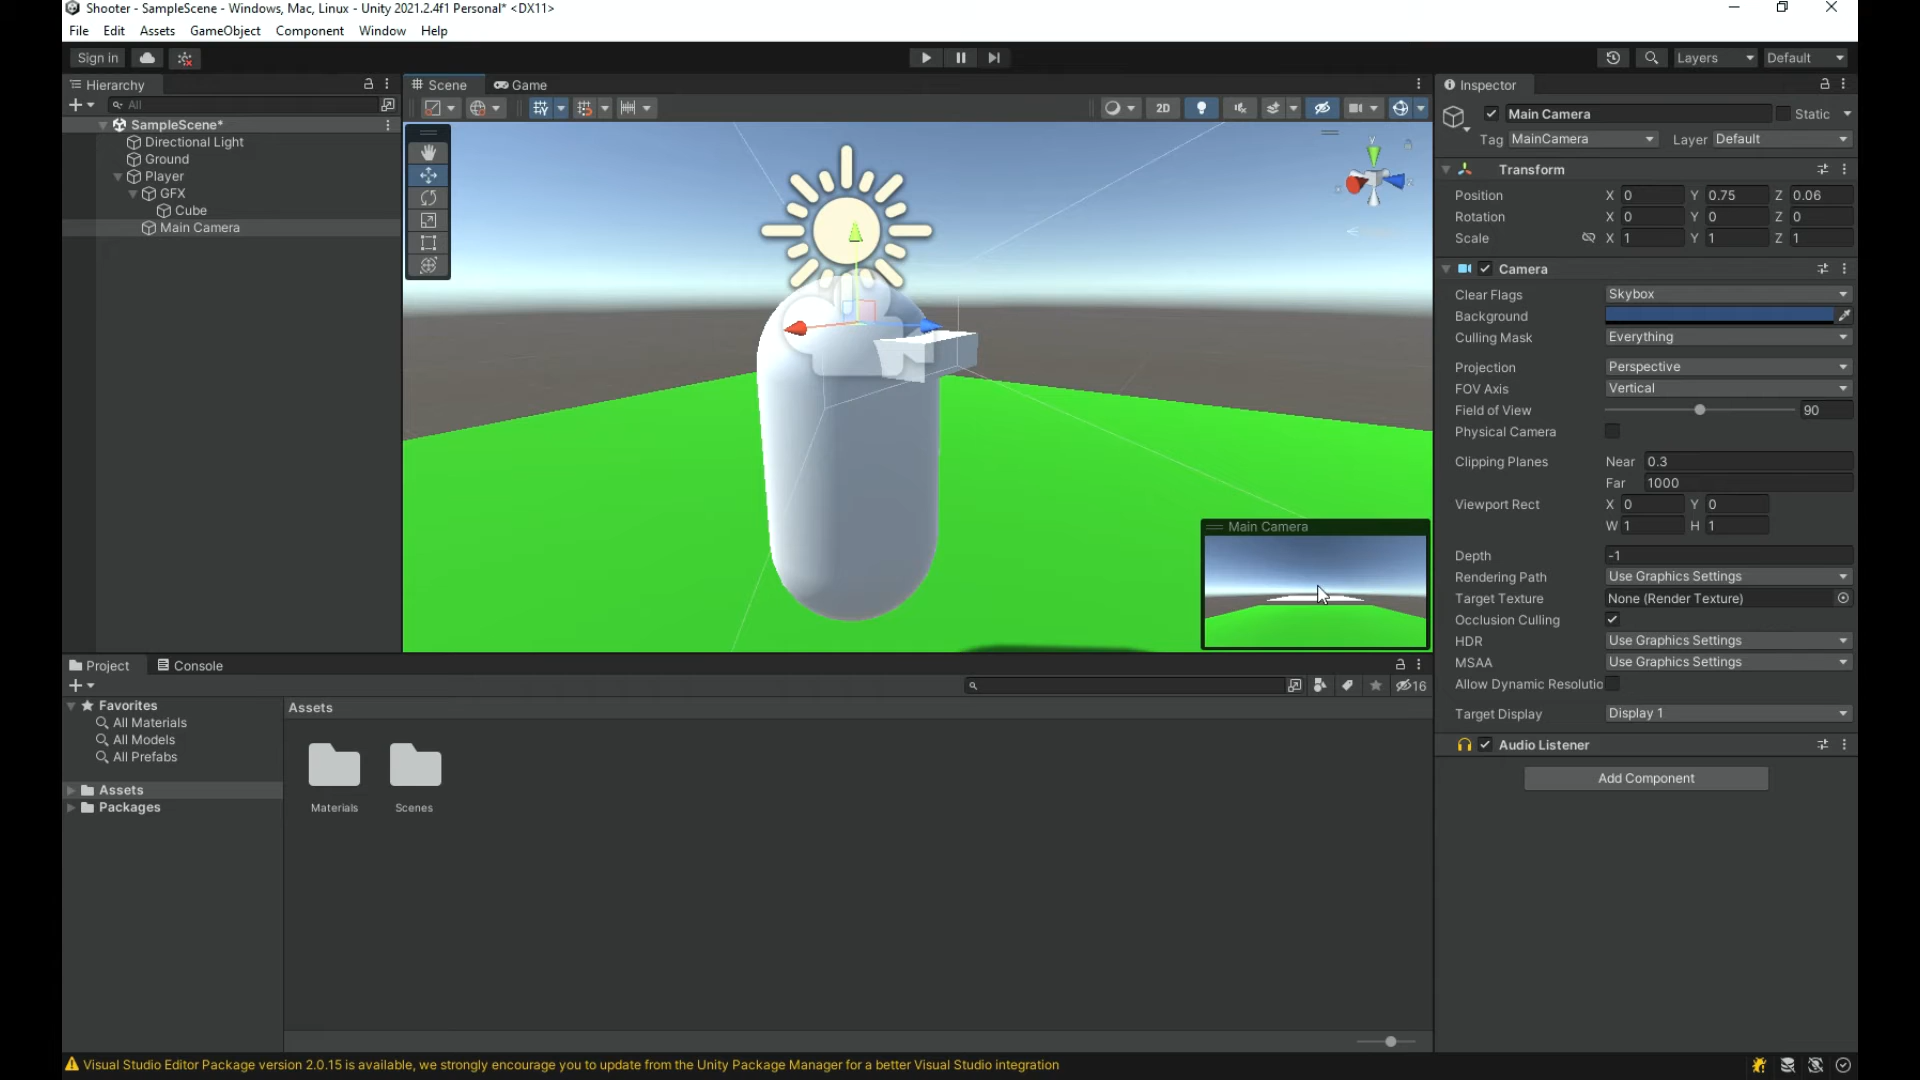 Shooter - SampleScene - Windows, Mac, Linux - Unity 2021.2.4f1 Personal* <DX11>
File Edit Assets GameObject Component Window Help
Sign in Layers Default
Hierarchy
All
SampleScene*
Directional Light
Ground
Player
GFX
Cube
Main Camera
Scene Game
2D
Main Camera
Inspector
Main Camera Static
Tag MainCamera Layer Default
Transform
Position X 0 Y 0.75 Z 0.06
Rotation X 0 Y 0 Z 0
Scale X 1 Y 1 Z 1
Camera
Clear Flags Skybox
Background
Culling Mask Everything
Projection Perspective
FOV Axis Vertical
Field of View 90
Physical Camera
Clipping Planes Near 0.3
Far 1000
Viewport Rect X 0 Y 0
W 1 H 1
Depth -1
Rendering Path Use Graphics Settings
Target Texture None (Render Texture)
Occlusion Culling
HDR Use Graphics Settings
MSAA Use Graphics Settings
Allow Dynamic Resolutio
Target Display Display 1
Audio Listener
Add Component
Project Console
16
Favorites
All Materials
All Models
All Prefabs
Assets
Packages
Assets
Materials Scenes
Visual Studio Editor Package version 2.0.15 is available, we strongly encourage you to update from the Unity Package Manager for a better Visual Studio integration